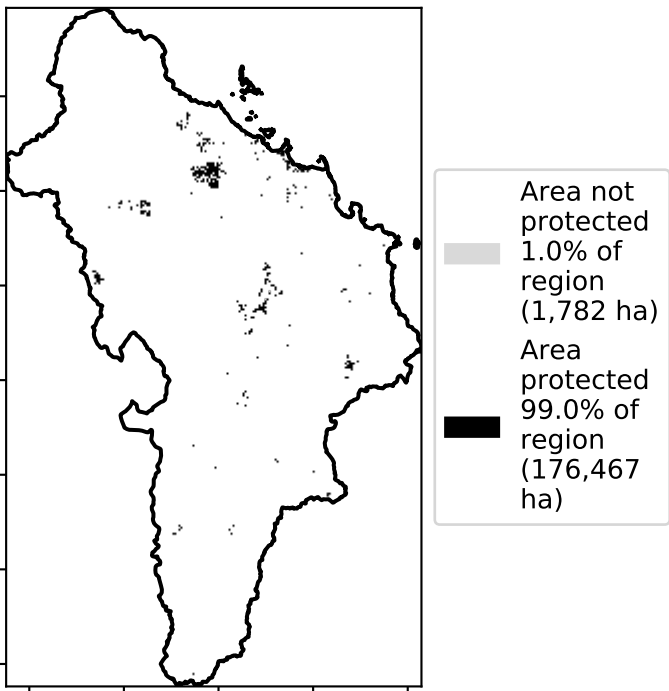 Area not
protected
1.0% of
region
(1,782 ha)
Area
protected
99.0% of
region
(176,467
ha)